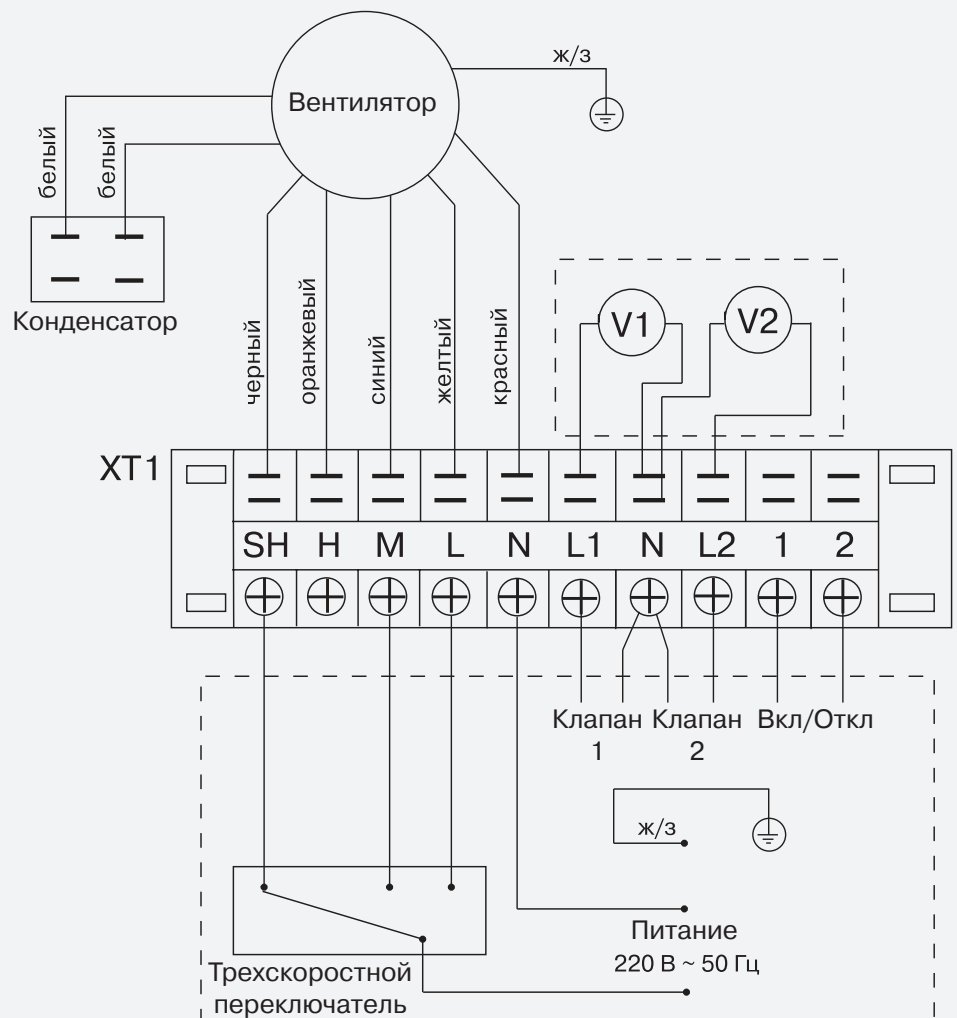 ж/з
Вентилятор
белый
белый
Конденсатор
черный
оранжевый
синий
желтый
красный
V1
V2
XT1
SH H M L N L1 N L2 1 2
Клапан 1
Клапан 2
Вкл/Откл
ж/з
Питание
220 В ~ 50 Гц
Трехскоростной
переключатель